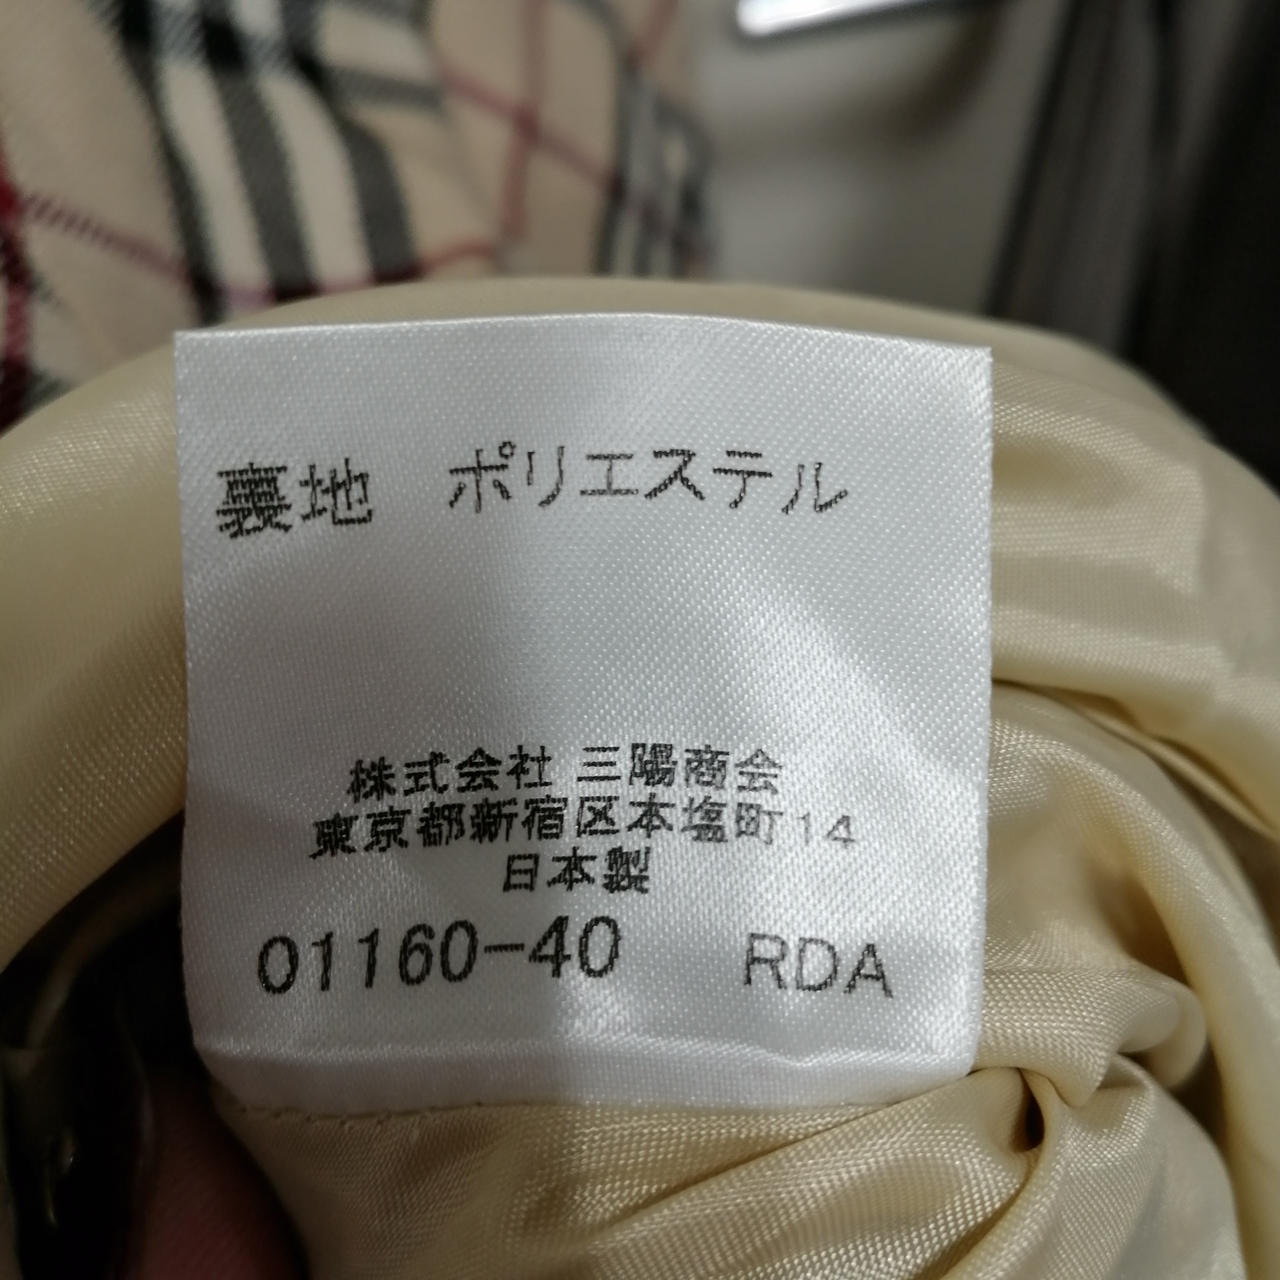 裏地 ポリエステル
株式会社 三陽商会
東京都新宿区本塩町14
日本製
01160-40 RDA